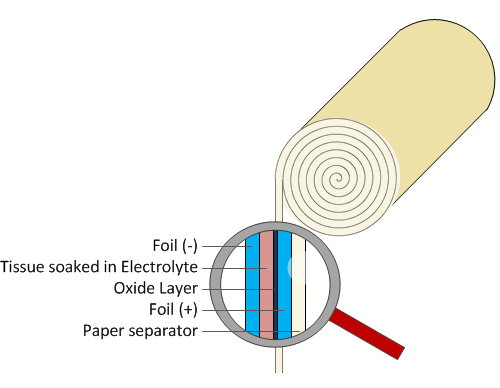 Foil (-)
Tissue soaked in Electrolyte
Oxide Layer
Foil (+)
Paper separator